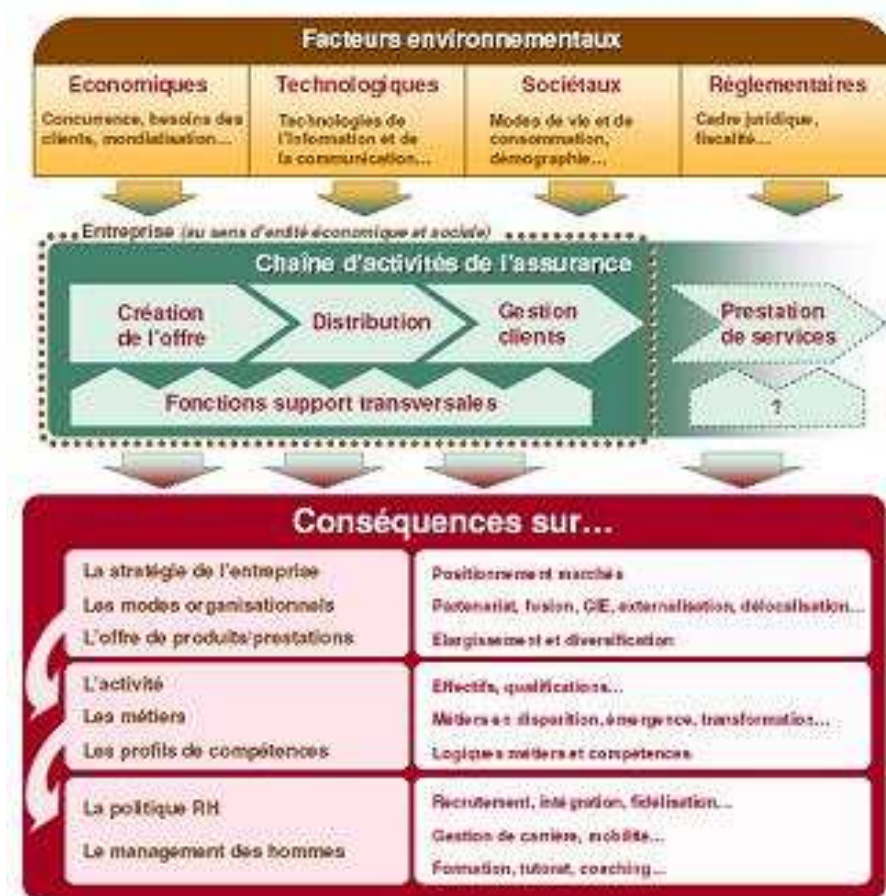 Facteurs environnementaux
Economiques
Concurrence, besoins des
clients, mondialisation...
Technologiques
Technologies de
l'information et de
la communication...
Sociétaux
Modes de vie et de
consommation,
démographie...
Réglementaires
Cadre juridique,
fiscalité...
Entreprise (au sens d'entité économique et sociale)
Chaîne d'activités de l'assurance
Création
de l'offre
Distribution
Gestion
clients
Prestation
de services
Fonctions support transversales
?
Conséquences sur...
La stratégie de l'entreprise
Les modes organisationnels
L'offre de produits/prestations
Positionnement marchés
Partenariat, fusion, GIE, externalisation, délocalisation...
Elargissement et diversification
L'activité
Les métiers
Les profils de compétences
Effectifs, qualifications...
Métiers en disparition, émergence, transformation...
Logiques métiers et compétences
La politique RH
Le management des hommes
Recrutement, intégration, fidélisation...
Gestion de carrière, mobilité...
Formation, tutorat, coaching...